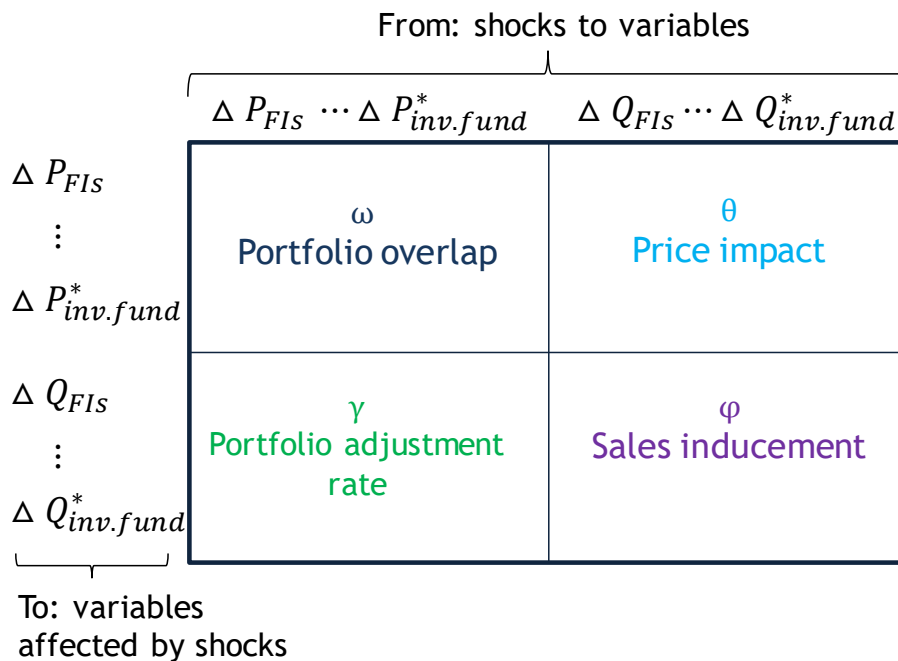 From: shocks to variables
△ P_FIs ⋯ △ P*_inv.fund △ Q_FIs ⋯ △ Q*_inv.fund
△ P_FIs
⋮
△ P*_inv.fund
△ Q_FIs
⋮
△ Q*_inv.fund
ω
Portfolio overlap
θ
Price impact
γ
Portfolio adjustment
rate
φ
Sales inducement
To: variables
affected by shocks